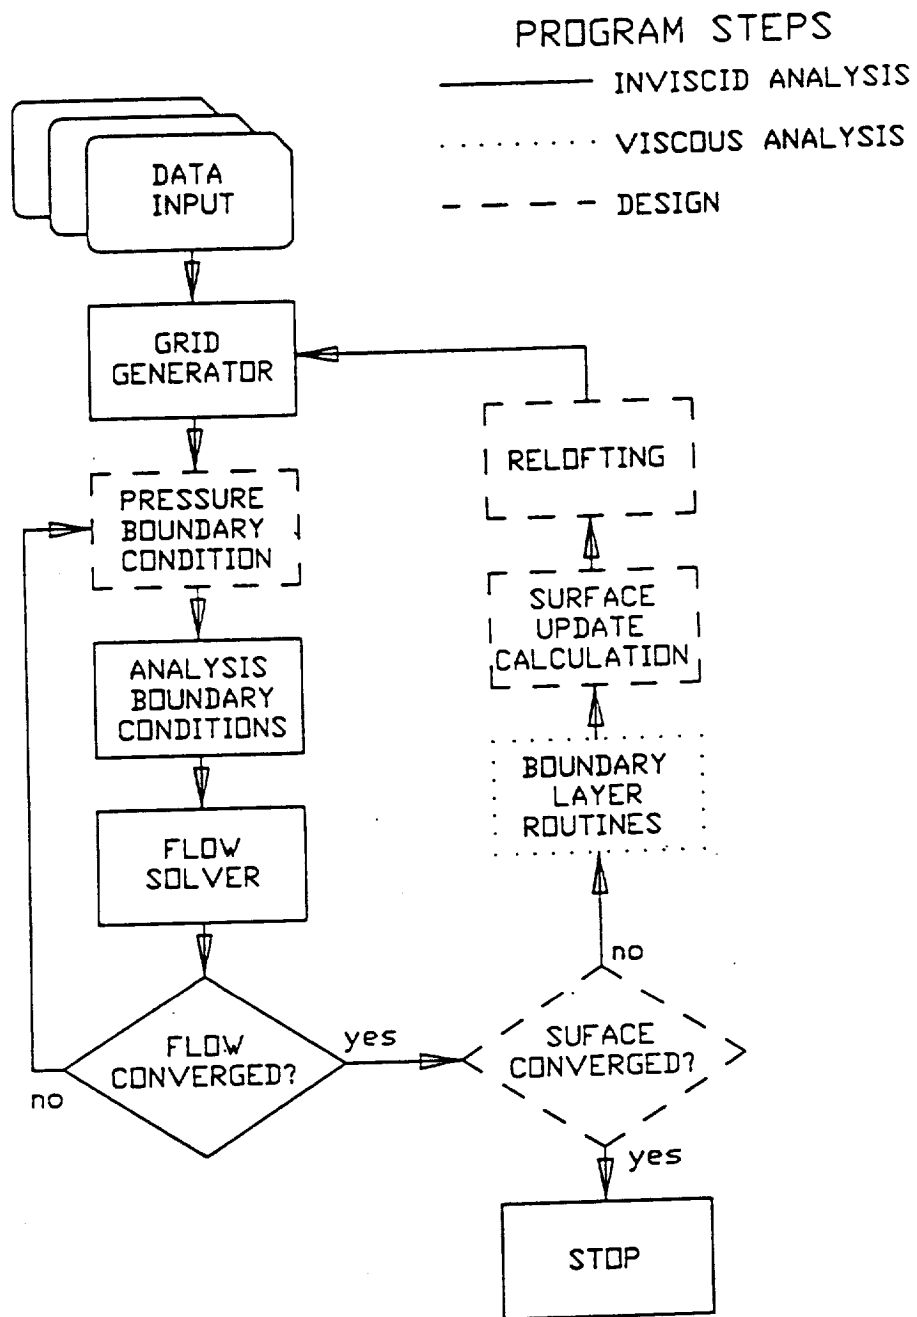 PROGRAM STEPS
INVISCID ANALYSIS
VISCOUS ANALYSIS
DESIGN
DATA
INPUT
GRID
GENERATOR
PRESSURE
BOUNDARY
CONDITION
ANALYSIS
BOUNDARY
CONDITIONS
FLOW
SOLVER
FLOW
CONVERGED?
no
yes
RELOFTING
SURFACE
UPDATE
CALCULATION
BOUNDARY
LAYER
ROUTINES
no
SUFACE
CONVERGED?
yes
STOP